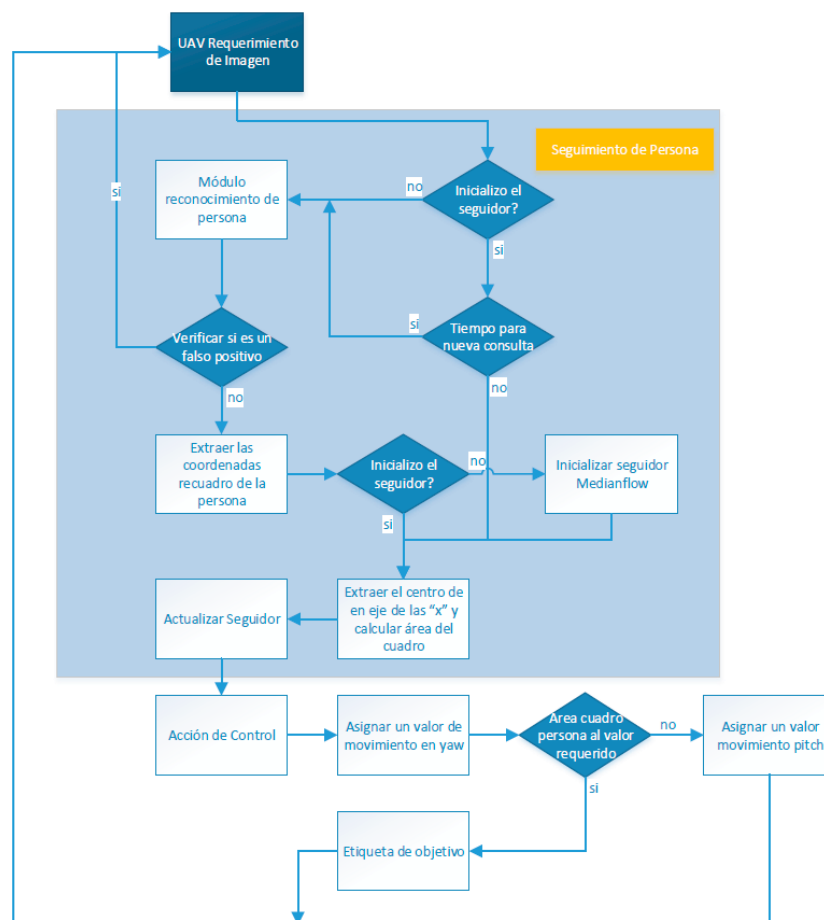 UAV Requerimiento
de Imagen
Seguimiento de Persona
si
Módulo
reconocimiento de
persona
no
Inicializo el
seguidor?
si
Verificar si es un
falso positivo
si
Tiempo para
nueva consulta
no
no
Extraer las
coordenadas
recuadro de la
persona
Inicializo el
seguidor?
no
Inicializar seguidor
Medianflow
si
Actualizar Seguidor
Extraer el centro de
en eje de las “x” y
calcular área del
cuadro
Acción de Control
Asignar un valor de
movimiento en yaw
Area cuadro
persona al valor
requerido
no
Asignar un valor
movimiento pitch
si
Etiqueta de objetivo